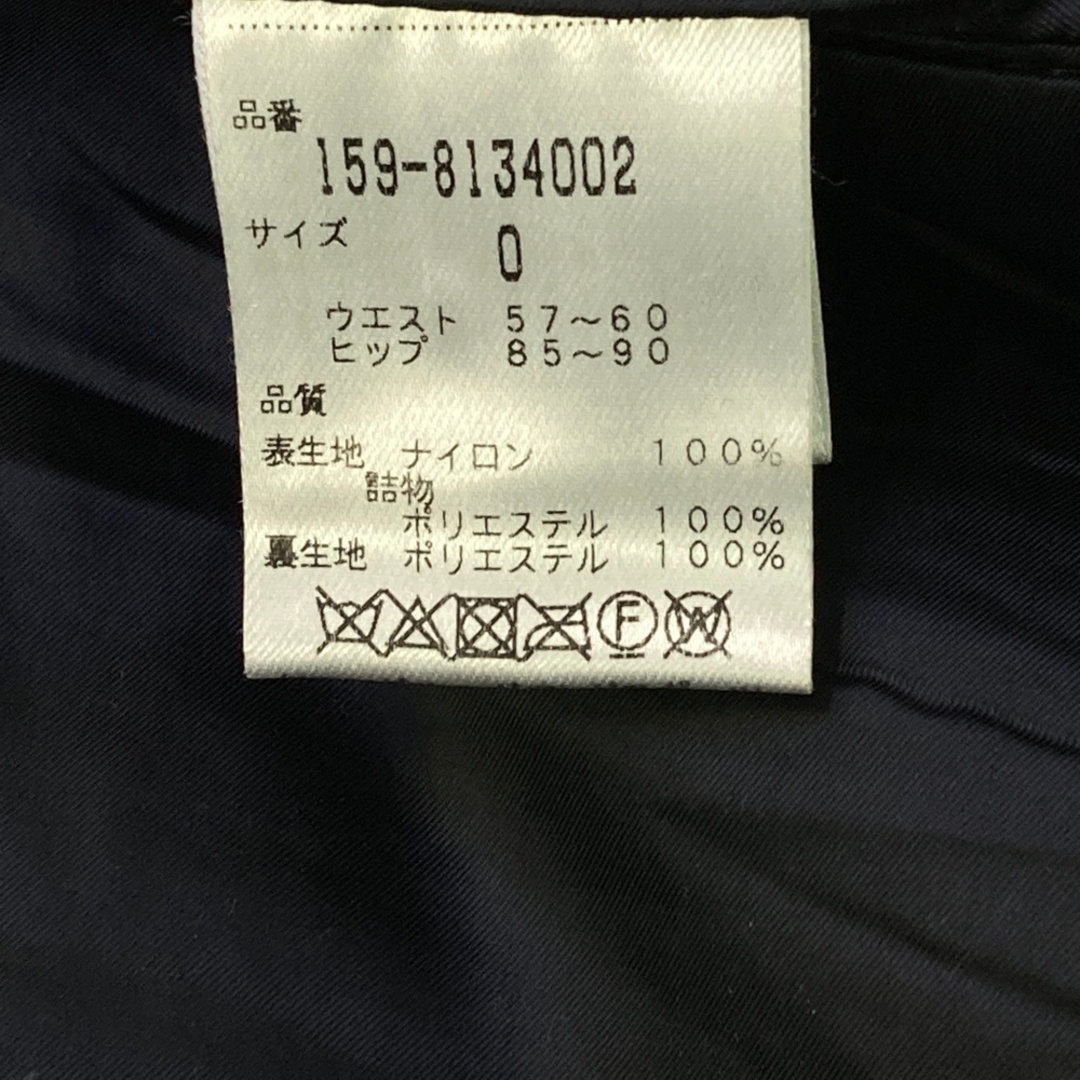 品番
159-8134002
サイズ 0
ウエスト 57~60
ヒップ 85~90
品質
表生地 ナイロン 100%
詰物
ポリエステル 100%
裏生地 ポリエステル 100%
F W